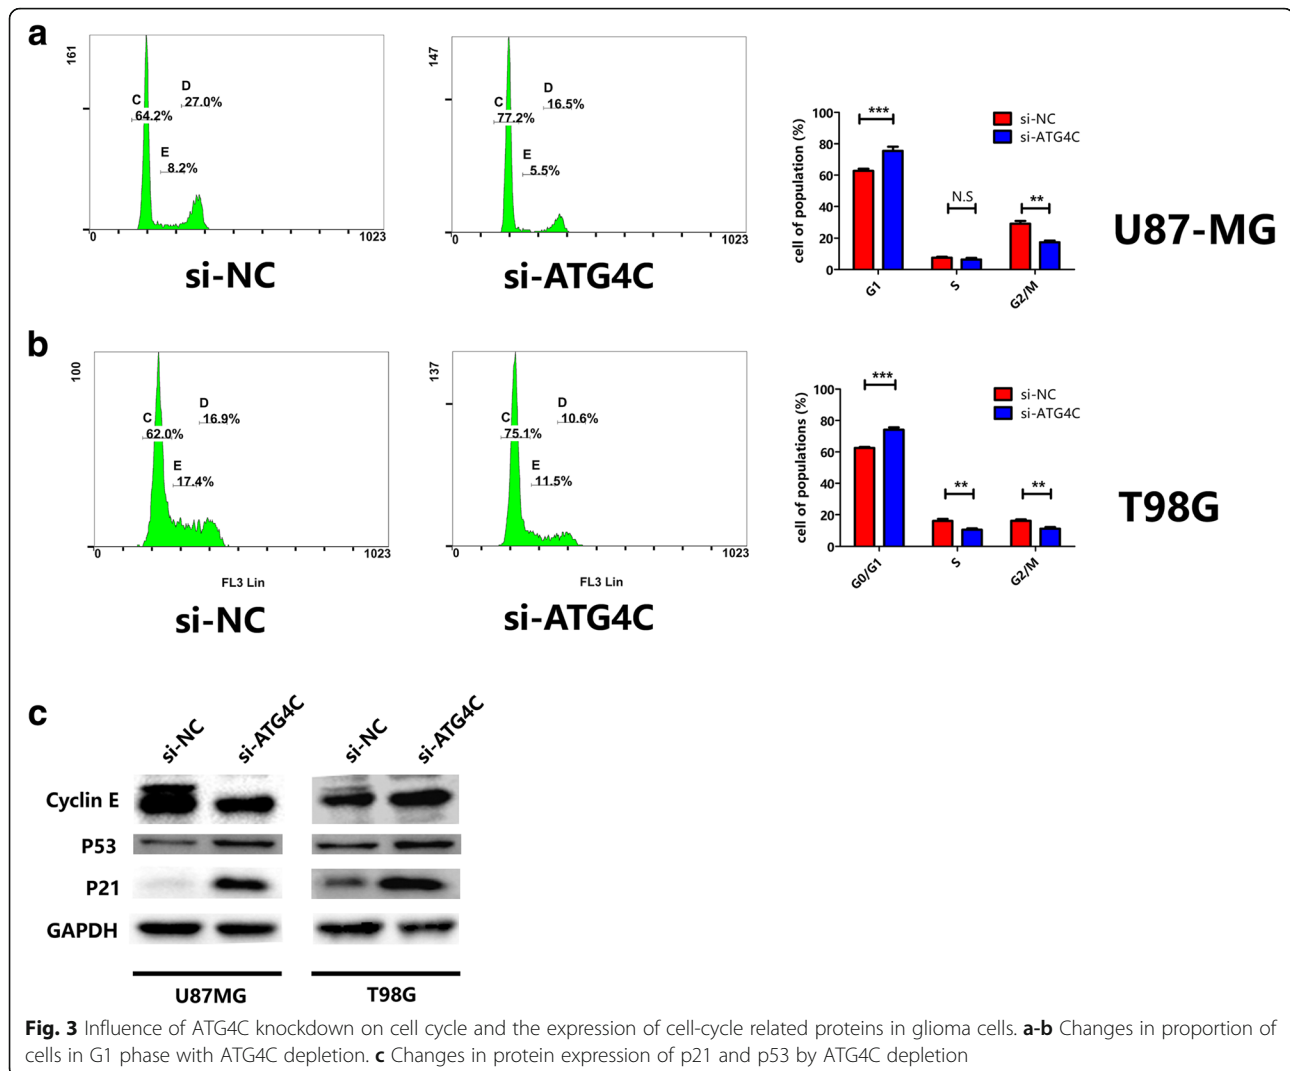 a
161
C
64.2%
D
27.0%
E
8.2%
0
1023
si-NC
147
C
77.2%
D
16.5%
E
5.5%
0
1023
si-ATG4C
cell of population (%)
100
80
60
40
20
0
***
N.S
**
si-NC
si-ATG4C
G1
S
G2/M
U87-MG
b
100
C
62.0%
D
16.9%
E
17.4%
0
1023
FL3 Lin
si-NC
137
C
75.1%
D
10.6%
E
11.5%
0
1023
FL3 Lin
si-ATG4C
cell of populations (%)
100
80
60
40
20
0
***
**
**
si-NC
si-ATG4C
G0/G1
S
G2/M
T98G
c
si-NC
si-ATG4C
si-NC
si-ATG4C
Cyclin E
P53
P21
GAPDH
U87MG
T98G
Fig. 3 Influence of ATG4C knockdown on cell cycle and the expression of cell-cycle related proteins in glioma cells. a-b Changes in proportion of
cells in G1 phase with ATG4C depletion. c Changes in protein expression of p21 and p53 by ATG4C depletion